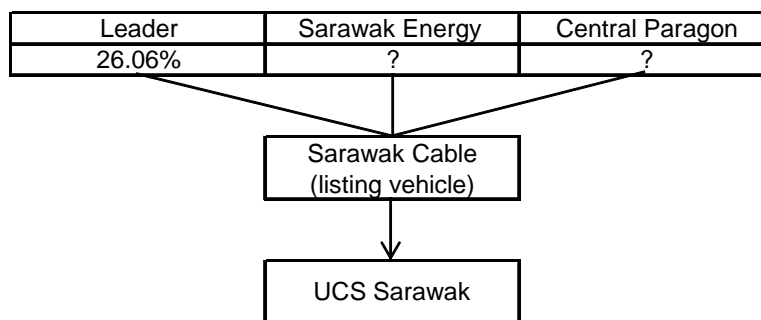 Leader Sarawak Energy Central Paragon
26.06% ? ?
Sarawak Cable
(listing vehicle)
UCS Sarawak